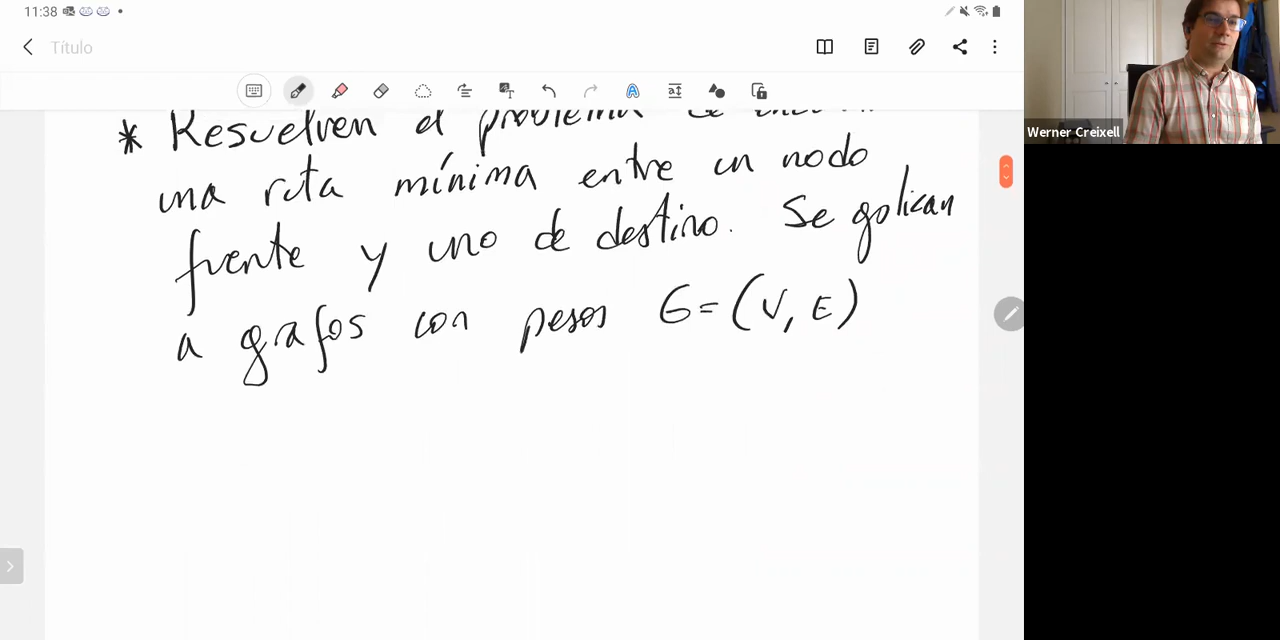 11:38
Título
* Resuelven el problema de
una ruta mínima entre un nodo
fuente y uno de destino. Se aplican
a grafos con pesos G=(V, E)
Werner Creixell